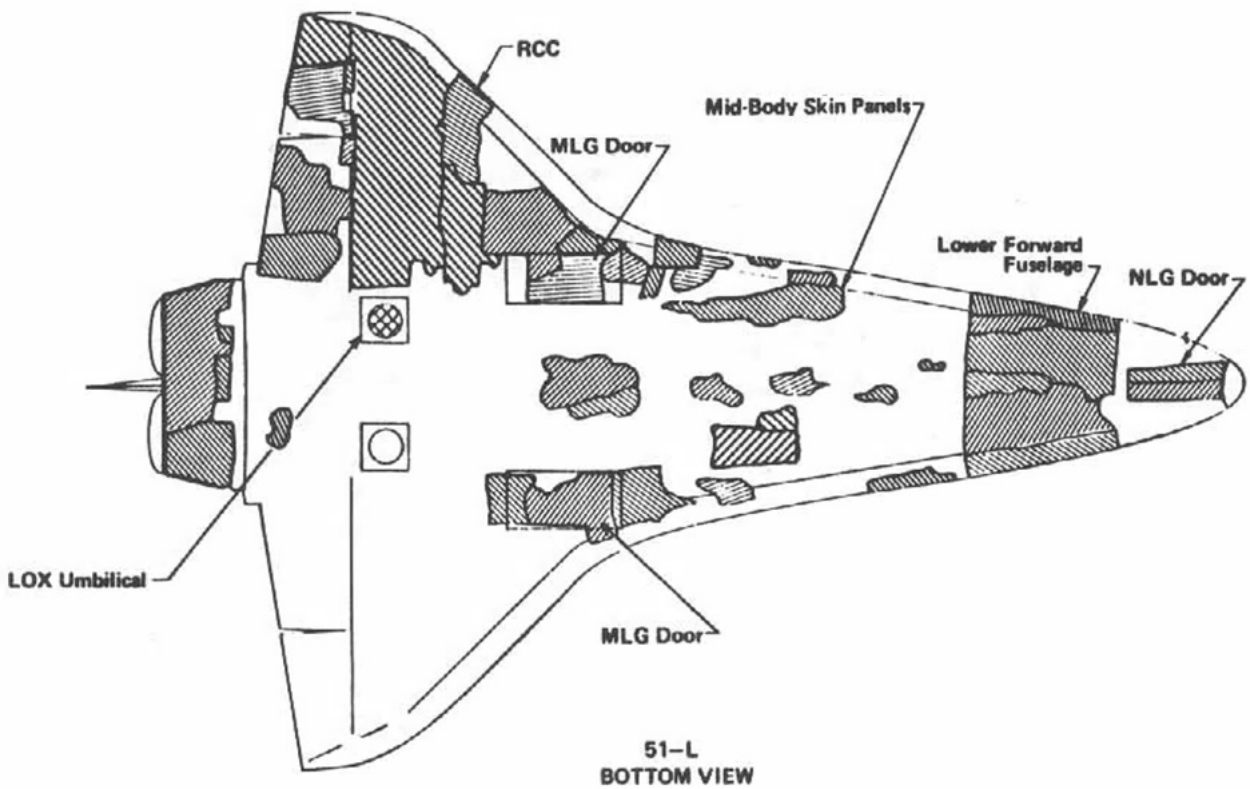 RCC
Mid-Body Skin Panels
MLG Door
Lower Forward
Fuselage
NLG Door
LOX Umbilical
MLG Door
51-L
BOTTOM VIEW